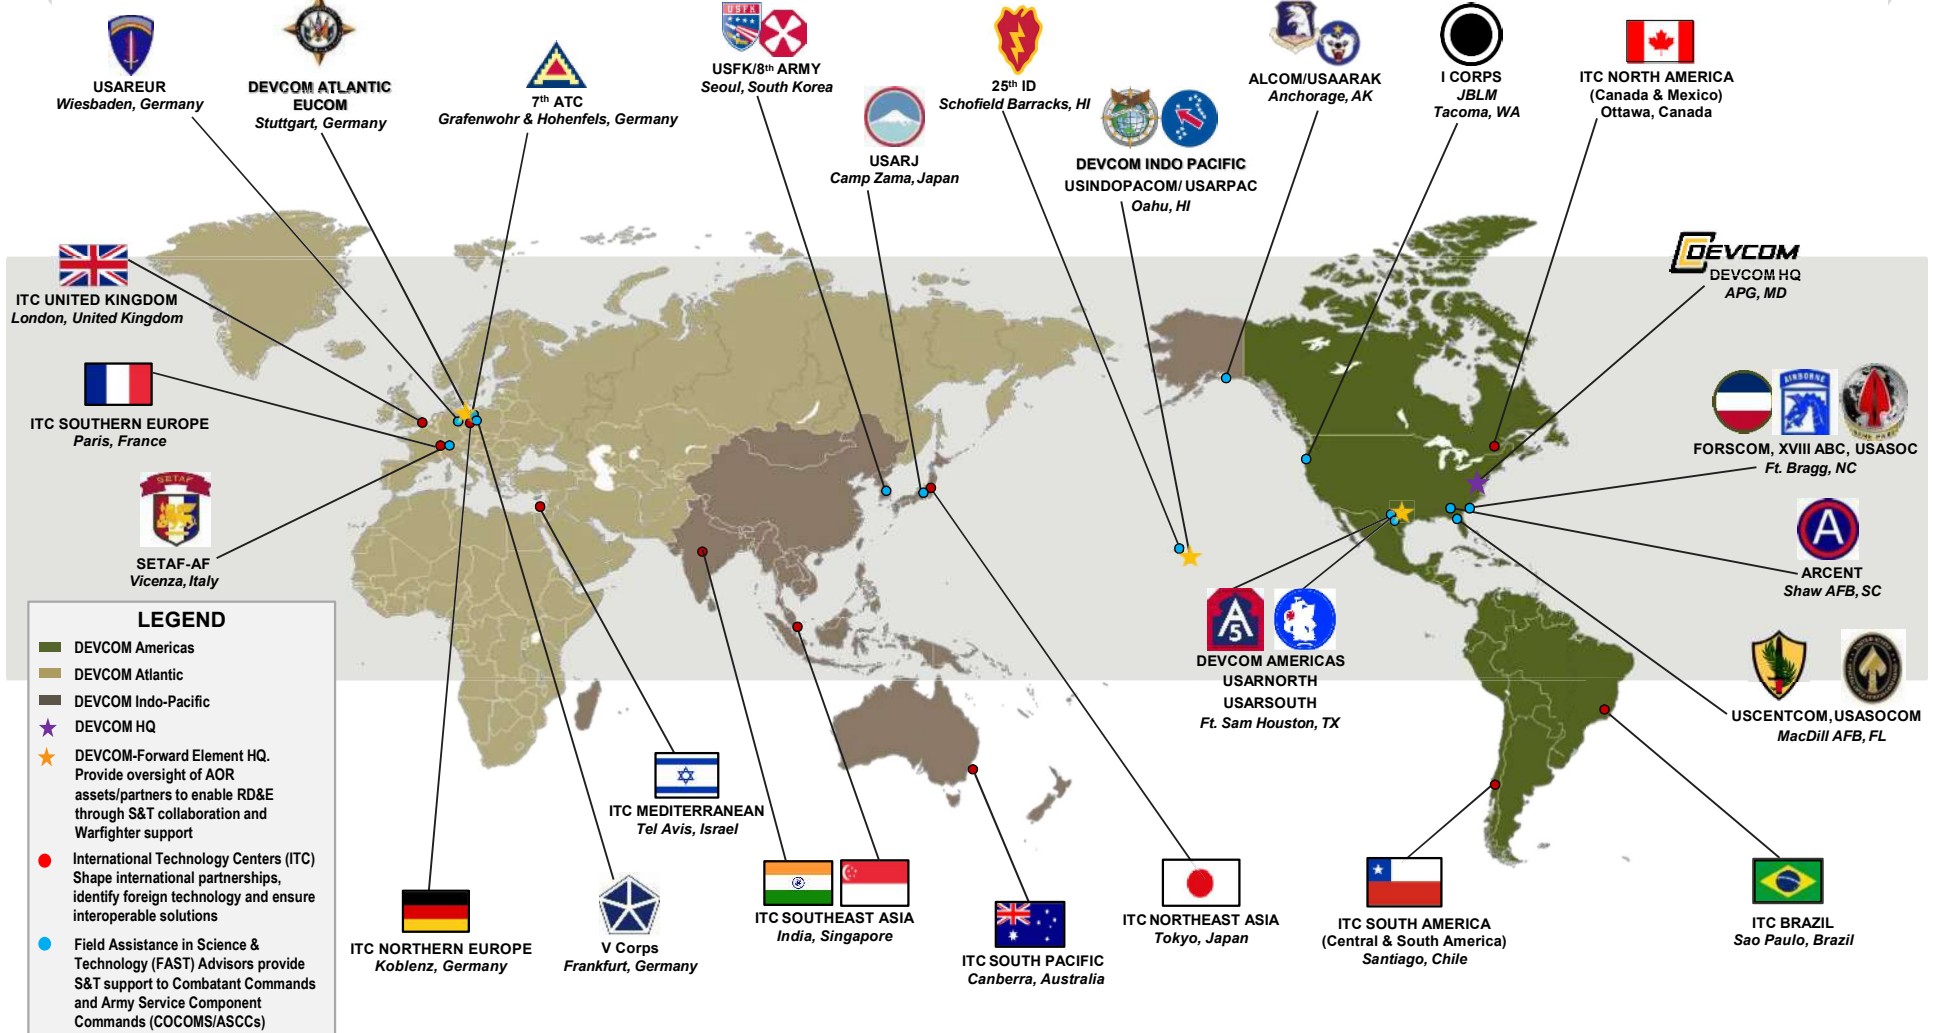 USAREUR
Wiesbaden, Germany
DEVCOM ATLANTIC
EUCOM
Stuttgart, Germany
7th ATC
Grafenwohr & Hohenfels, Germany
USFK
USFK/8th ARMY
Seoul, South Korea
USARJ
Camp Zama, Japan
25th ID
Schofield Barracks, HI
DEVCOM INDO PACIFIC
USINDOPACOM/ USARPAC
Oahu, HI
ALCOM/USAARAK
Anchorage, AK
I CORPS
JBLM
Tacoma, WA
ITC NORTH AMERICA
(Canada & Mexico)
Ottawa, Canada
DEVCOM
DEVCOM HQ
APG, MD
ITC UNITED KINGDOM
London, United Kingdom
ITC SOUTHERN EUROPE
Paris, France
SETAF
SETAF-AF
Vicenza, Italy
AIRBORNE
FORSCOM, XVIII ABC, USASOC
Ft. Bragg, NC
A
ARCENT
Shaw AFB, SC
A
5
DEVCOM AMERICAS
USARNORTH
USARSOUTH
Ft. Sam Houston, TX
USCENTCOM, USASOCOM
MacDill AFB, FL
LEGEND
DEVCOM Americas
DEVCOM Atlantic
DEVCOM Indo-Pacific
DEVCOM HQ
DEVCOM-Forward Element HQ.
Provide oversight of AOR
assets/partners to enable RD&E
through S&T collaboration and
Warfighter support
International Technology Centers (ITC)
Shape international partnerships,
identify foreign technology and ensure
interoperable solutions
Field Assistance in Science &
Technology (FAST) Advisors provide
S&T support to Combatant Commands
and Army Service Component
Commands (COCOMS/ASCCs)
ITC NORTHERN EUROPE
Koblenz, Germany
V Corps
Frankfurt, Germany
ITC MEDITERRANEAN
Tel Avis, Israel
ITC SOUTHEAST ASIA
India, Singapore
ITC SOUTH PACIFIC
Canberra, Australia
ITC NORTHEAST ASIA
Tokyo, Japan
ITC SOUTH AMERICA
(Central & South America)
Santiago, Chile
ITC BRAZIL
Sao Paulo, Brazil